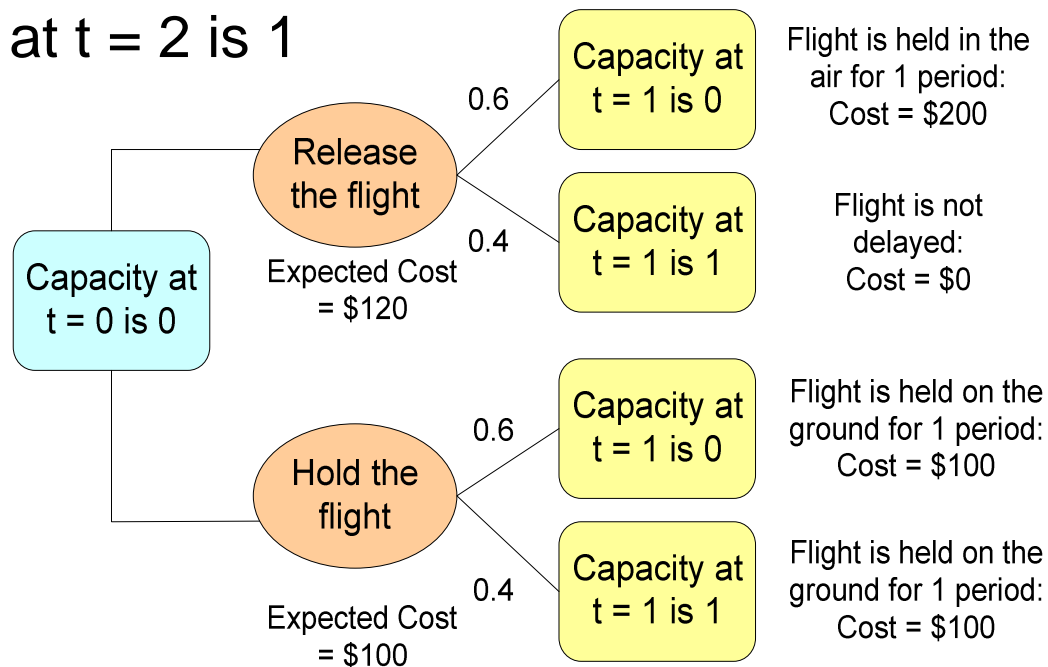 at t = 2 is 1
Capacity at
t = 0 is 0
Release
the flight
Expected Cost
= $120
0.6
0.4
Capacity at
t = 1 is 0
Flight is held in the
air for 1 period:
Cost = $200
Capacity at
t = 1 is 1
Flight is not
delayed:
Cost = $0
Hold the
flight
Expected Cost
= $100
0.6
0.4
Capacity at
t = 1 is 0
Flight is held on the
ground for 1 period:
Cost = $100
Capacity at
t = 1 is 1
Flight is held on the
ground for 1 period:
Cost = $100